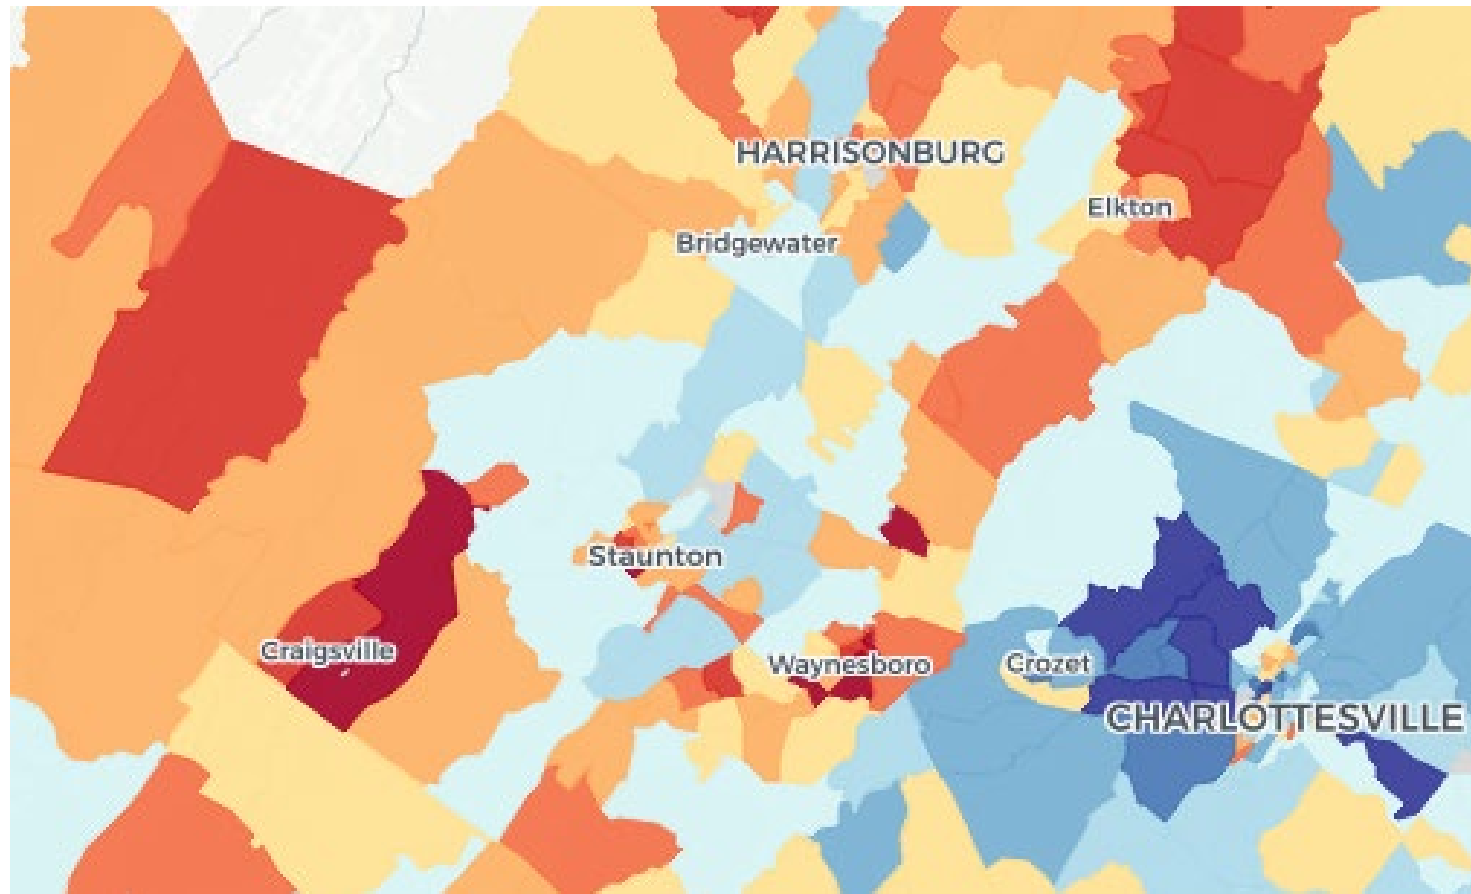 HARRISONBURG
Elkton
Bridgewater
Staunton
Craigsville
Waynesboro
Crozet
CHARLOTTESVILLE